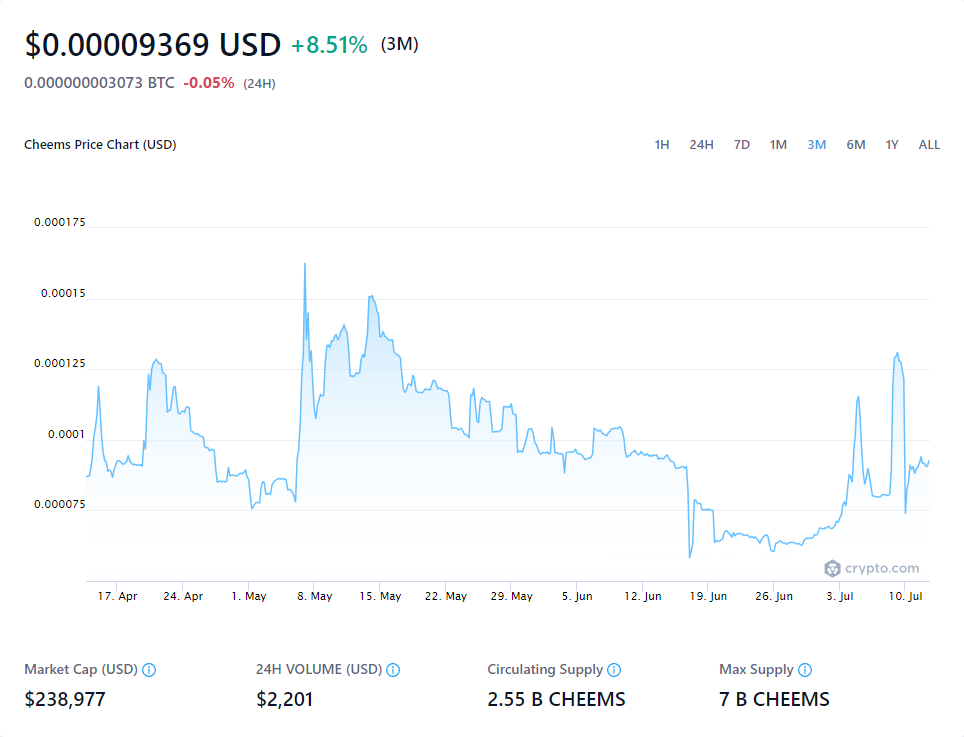 $0.00009369 USD +8.51% (3M)
0.000000003073 BTC -0.05% (24H)
Cheems Price Chart (USD)
1H 24H 7D 1M 3M 6M 1Y ALL
0.000175
0.00015
0.000125
0.0001
0.000075
crypto.com
17. Apr 24. Apr 1. May 8. May 15. May 22. May 29. May 5. Jun 12. Jun 19. Jun 26. Jun 3. Jul 10. Jul
Market Cap (USD) 24H VOLUME (USD) Circulating Supply Max Supply
$238,977 $2,201 2.55 B CHEEMS 7 B CHEEMS